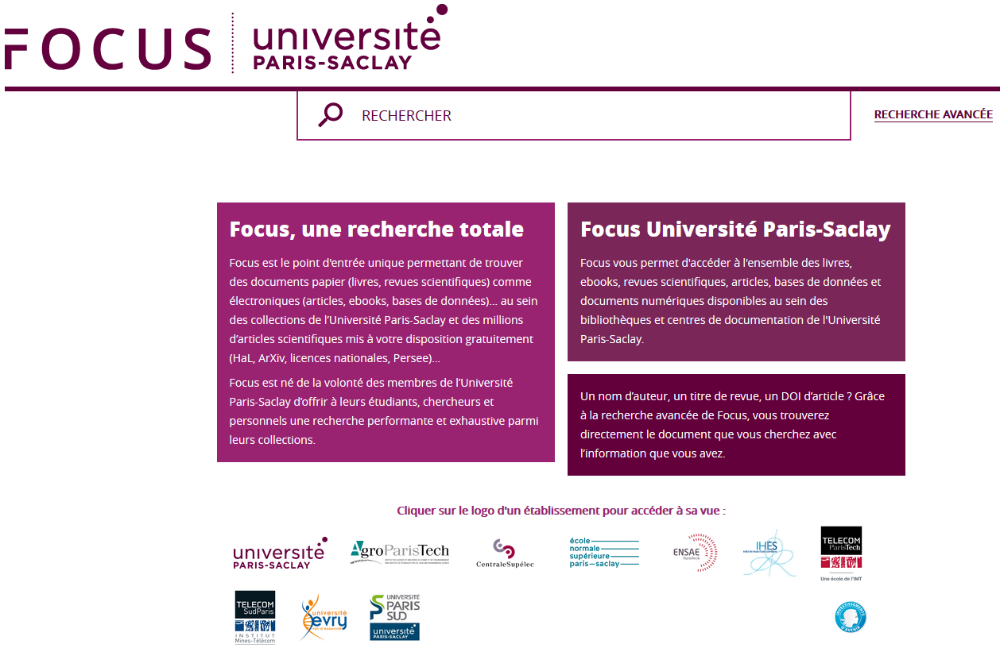 FOCUS
université
PARIS-SACLAY
RECHERCHER
RECHERCHE AVANCÉE
Focus, une recherche totale
Focus est le point d'entrée unique permettant de trouver
des documents papier (livres, revues scientifiques) comme
électroniques (articles, ebooks, bases de données)... au sein
des collections de l’Université Paris-Saclay et des millions
d’articles scientifiques mis à votre disposition gratuitement
(HaL, ArXiv, licences nationales, Persee)...
Focus est né de la volonté des membres de l’Université
Paris-Saclay d’offrir à leurs étudiants, chercheurs et
personnels une recherche performante et exhaustive parmi
leurs collections.
Focus Université Paris-Saclay
Focus vous permet d'accéder à l'ensemble des livres,
ebooks, revues scientifiques, articles, bases de données et
documents numériques disponibles au sein des
bibliothèques et centres de documentation de l'Université
Paris-Saclay.
Un nom d’auteur, un titre de revue, un DOI d’article ? Grâce
à la recherche avancée de Focus, vous trouverez
directement le document que vous cherchez avec
l’information que vous avez.
Cliquer sur le logo d'un établissement pour accéder à sa vue :
université
PARIS-SACLAY
AgroParisTech
CentraleSupélec
école
normale
supérieure
paris-saclay
ENSAE
ParisTech
IHES
TELECOM
ParisTech
Une école de l'IMT
TELECOM
SudParis
INSTITUT
Mines-Télécom
université
evry
val-d'essonne
UNIVERSITÉ
PARIS
SUD
université
PARIS-SACLAY
INVESTISSEMENTS
D'AVENIR